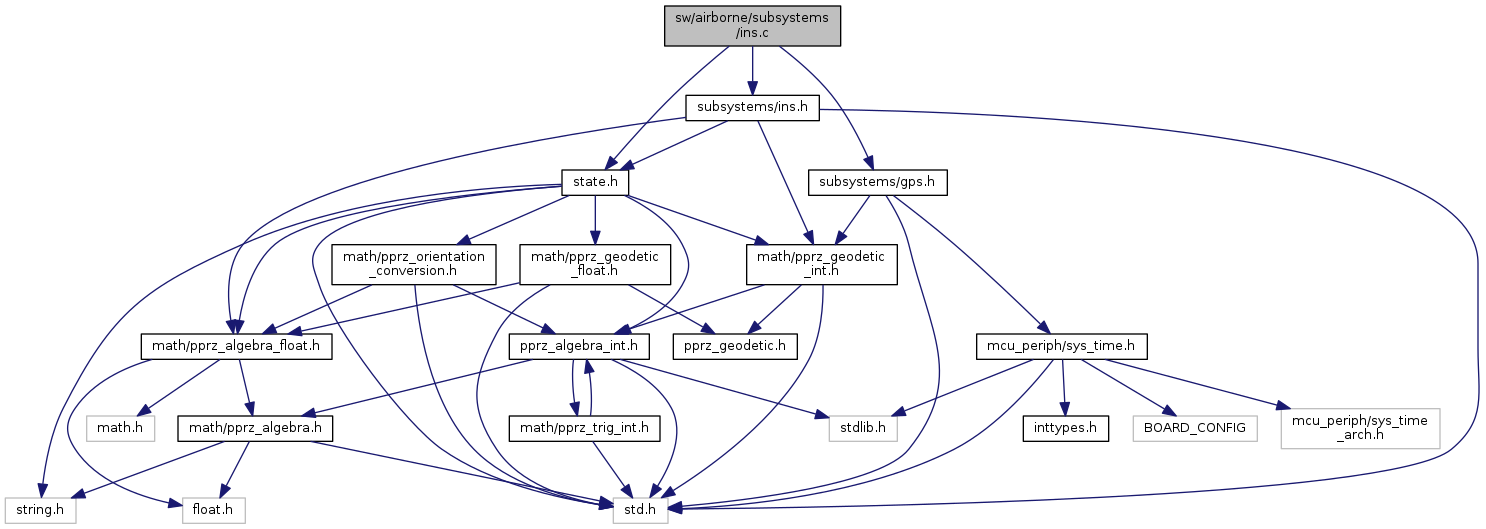 sw/airborne/subsystems
/ins.c
subsystems/ins.h
state.h
subsystems/gps.h
math/pprz_orientation
_conversion.h
math/pprz_geodetic
_float.h
math/pprz_geodetic
_int.h
math/pprz_algebra_float.h
pprz_algebra_int.h
pprz_geodetic.h
mcu_periph/sys_time.h
math.h
math/pprz_algebra.h
math/pprz_trig_int.h
stdlib.h
inttypes.h
BOARD_CONFIG
mcu_periph/sys_time
_arch.h
string.h
float.h
std.h